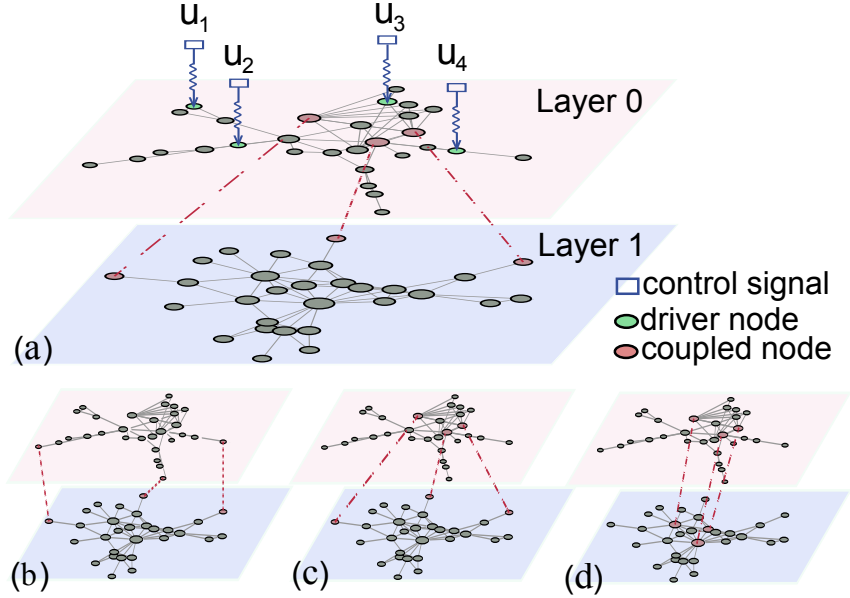 u1
u2
u3
u4
Layer 0
Layer 1
control signal
driver node
coupled node
(a)
(b)
(c)
(d)